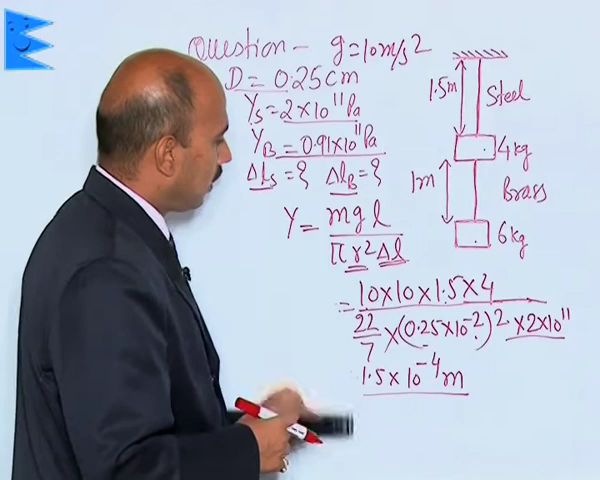 Question - g=10m/s2
D = 0.25cm
Ys = 2×10^11 Pa
YB = 0.91×10^11 Pa
Δls = ? ΔlB = ?
Y = mgl
πr²Δl
= 10×10×1.5×4
22/7 × (0.25×10^-2)² × 2×10^11
1.5×10^-4 m
1.5m Steel
4kg
1m Brass
6kg